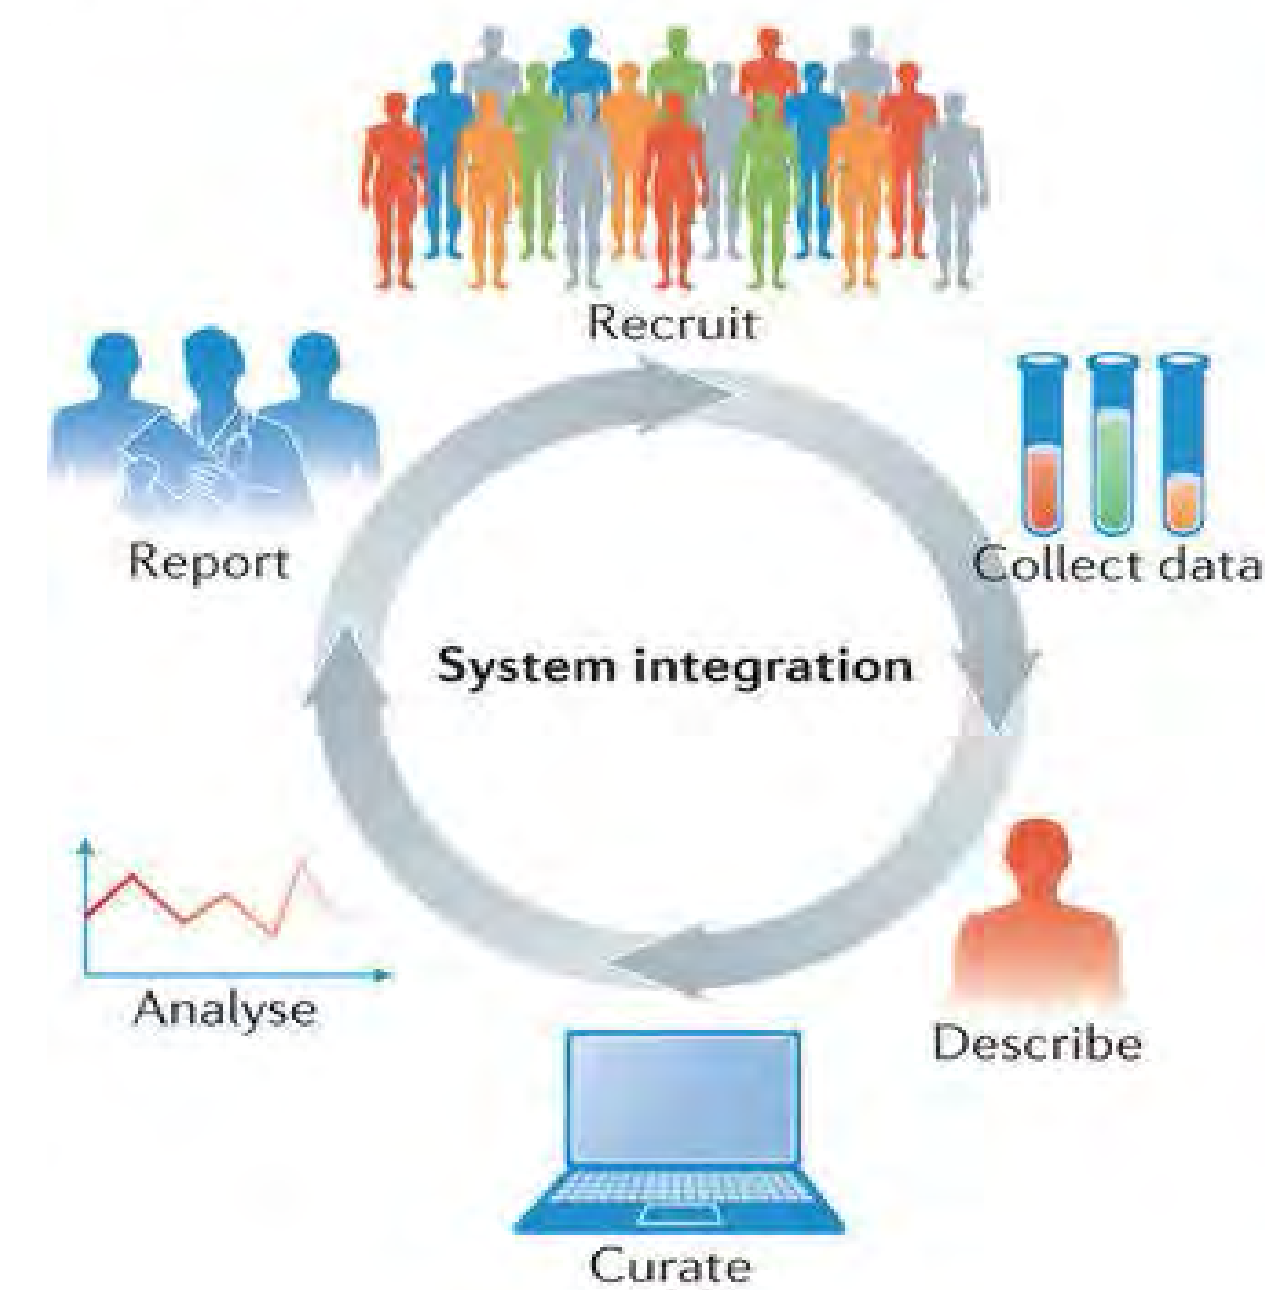 Recruit
Collect data
Report
System integration
Describe
Analyse
Curate